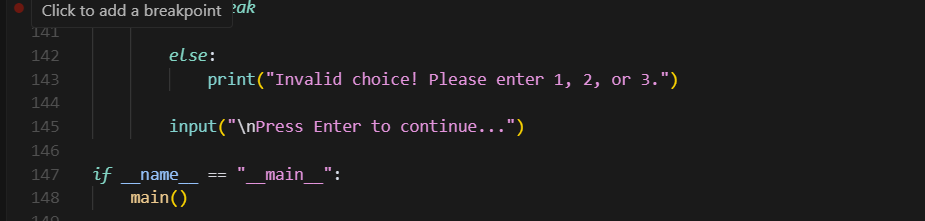 Click to add a breakpoint eak
141
142 else:
143 print("Invalid choice! Please enter 1, 2, or 3.")
144
145 input("\nPress Enter to continue...")
146
147 if __name__ == "__main__":
148 main()
149